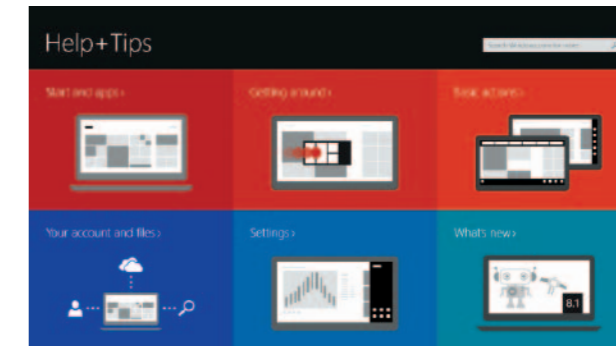 Help+Tips
Start and apps ›
Getting around ›
Basic actions ›
Your account and files ›
Settings ›
What's new ›
8.1